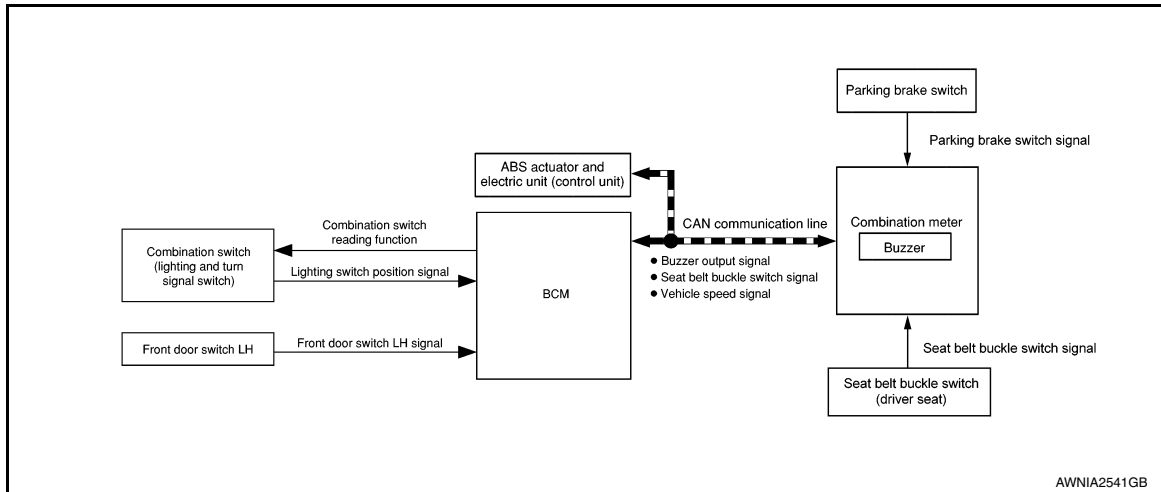 Parking brake switch
Parking brake switch signal
ABS actuator and
electric unit (control unit)
Combination switch
reading function
CAN communication line
Combination meter
Buzzer
Combination switch
(lighting and turn
signal switch)
Lighting switch position signal
BCM
● Buzzer output signal
● Seat belt buckle switch signal
● Vehicle speed signal
Front door switch LH
Front door switch LH signal
Seat belt buckle switch signal
Seat belt buckle switch
(driver seat)
AWNIA2541GB